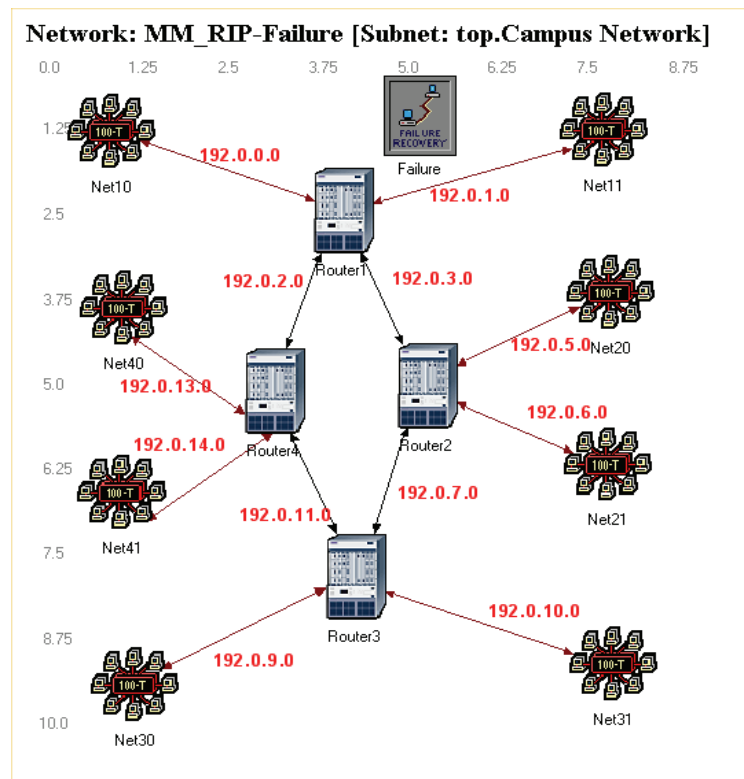 Network: MM_RIP-Failure [Subnet: top.Campus Network]
0.0 1.25 2.5 3.75 5.0 6.25 7.5 8.75
1.25
100-T
Net10
192.0.0.0
FAILURE
RECOVERY
Failure
192.0.1.0
100-T
Net11
2.5
Router1
3.75
100-T
Net40
192.0.2.0
192.0.3.0
100-T
Net20
192.0.5.0
5.0
192.0.13.0
192.0.14.0
Router4
Router2
192.0.6.0
6.25
100-T
Net41
192.0.11.0
192.0.7.0
100-T
Net21
7.5
Router3
8.75
192.0.9.0
192.0.10.0
100-T
Net30
100-T
Net31
10.0